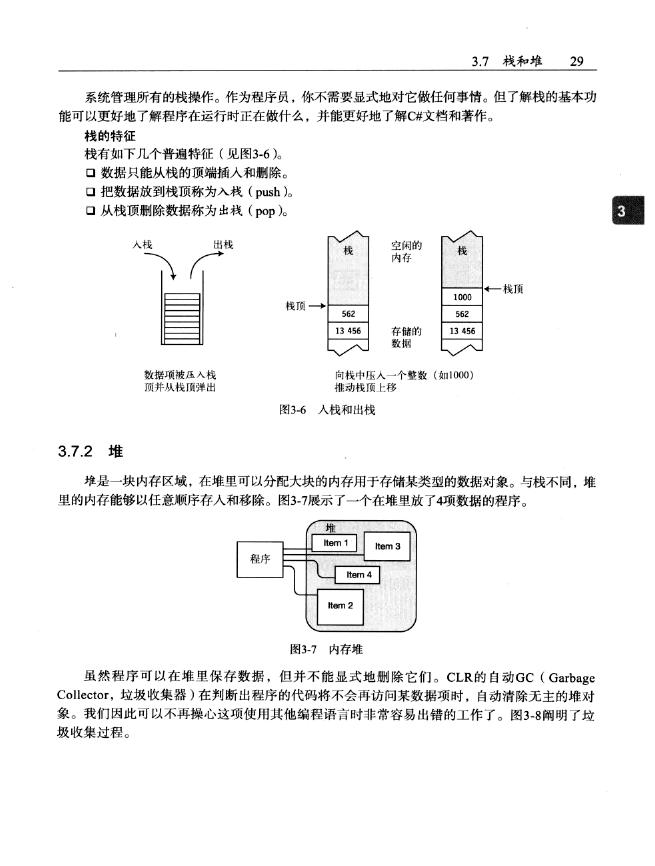 3.7 栈和堆 29
系统管理所有的栈操作。作为程序员，你不需要显式地对它做任何事情。但了解栈的基本功
能可以更好地了解程序在运行时正在做什么，并能更好地了解C#文档和著作。
栈的特征
栈有如下几个普遍特征（见图3-6）。
□ 数据只能从栈的顶端插入和删除。
□ 把数据放到栈顶称为入栈（push）。
□ 从栈顶删除数据称为出栈（pop）。
3
入栈 出栈
数据项被压入栈
顶并从栈顶弹出
栈
栈顶
562
13 456
空闲的
内存
存储的
数据
栈
1000
562
13 456
栈顶
向栈中压入一个整数（如1000）
推动栈顶上移
图3-6 入栈和出栈
3.7.2 堆
堆是一块内存区域，在堆里可以分配大块的内存用于存储某类型的数据对象。与栈不同，堆
里的内存能够以任意顺序存入和移除。图3-7展示了一个在堆里放了4项数据的程序。
程序
堆
Item 1
Item 3
Item 4
Item 2
图3-7 内存堆
虽然程序可以在堆里保存数据，但并不能显式地删除它们。CLR的自动GC（Garbage
Collector，垃圾收集器）在判断出程序的代码将不会再访问某数据项时，自动清除无主的堆对
象。我们因此可以不再操心这项使用其他编程语言时非常容易出错的工作了。图3-8阐明了垃
圾收集过程。